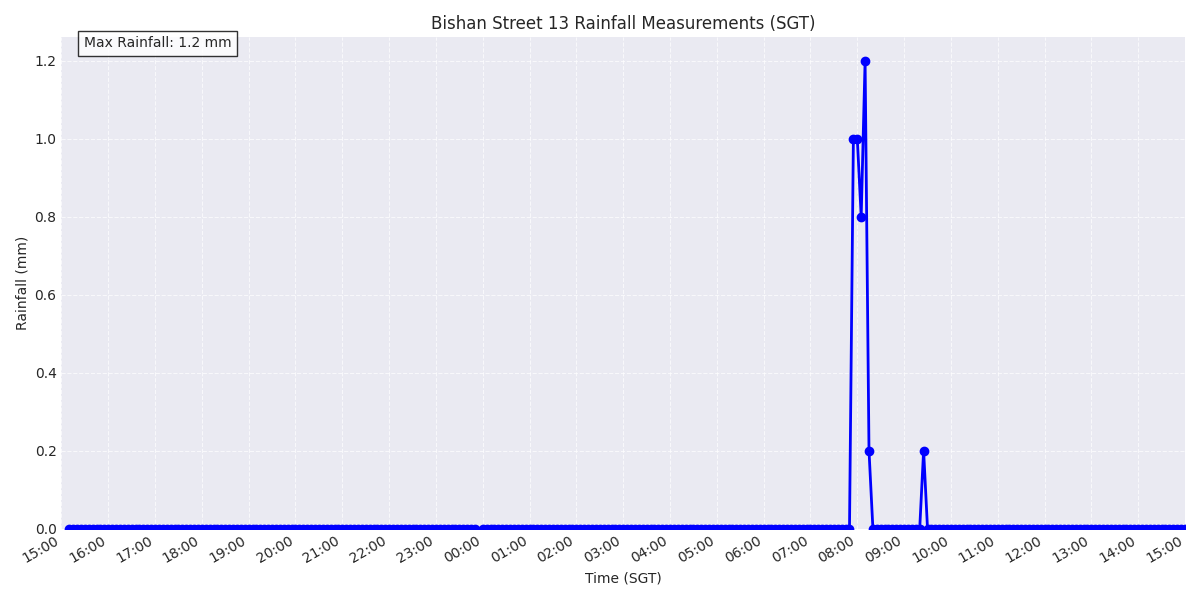 Bishan Street 13 Rainfall Measurements (SGT)
Max Rainfall: 1.2 mm
Rainfall (mm)
1.2
1.0
0.8
0.6
0.4
0.2
0.0
15:00 16:00 17:00 18:00 19:00 20:00 21:00 22:00 23:00 00:00 01:00 02:00 03:00 04:00 05:00 06:00 07:00 08:00 09:00 10:00 11:00 12:00 13:00 14:00 15:00
Time (SGT)